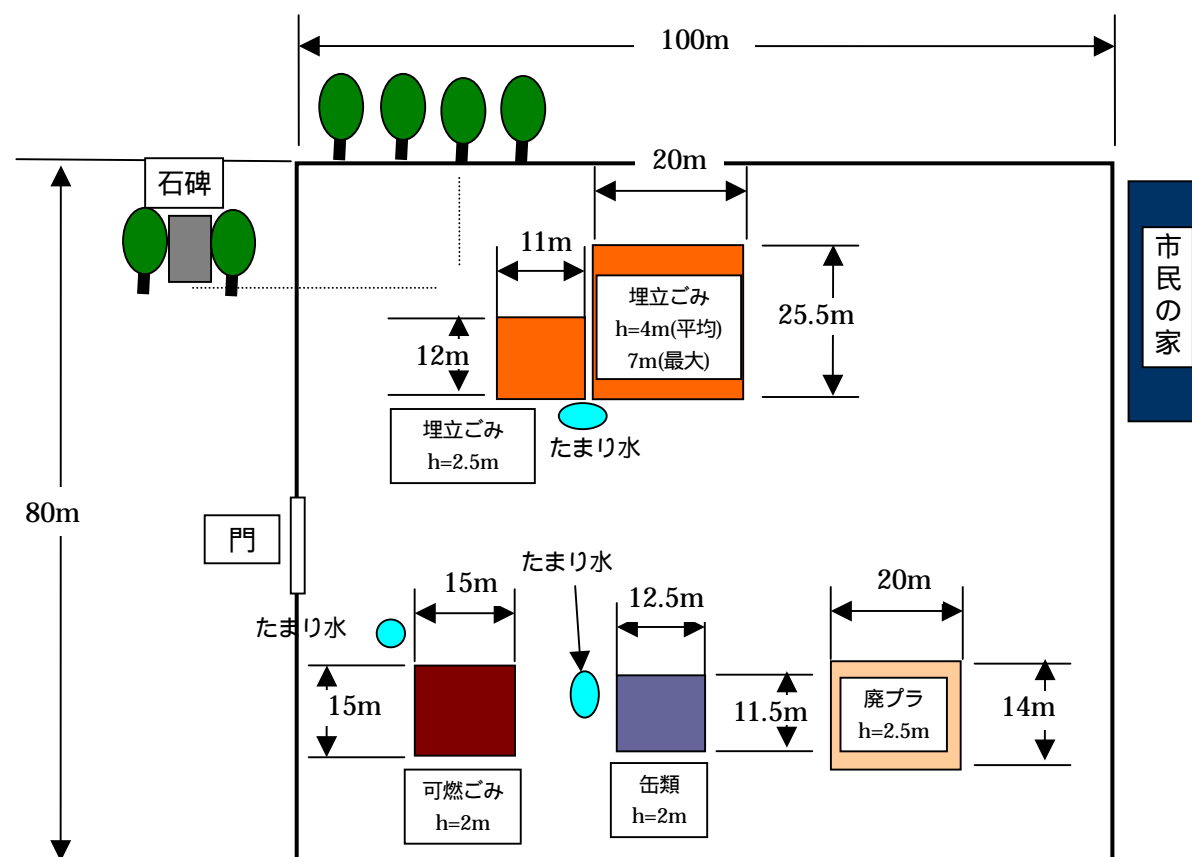 100m
20m
石碑
11m
埋立ごみ
h=4m(平均)
7m(最大)
25.5m
市民の家
12m
埋立ごみ
h=2.5m
たまり水
80m
門
たまり水
15m
12.5m
20m
たまり水
15m
11.5m
廃プラ
h=2.5m
14m
可燃ごみ
h=2m
缶類
h=2m